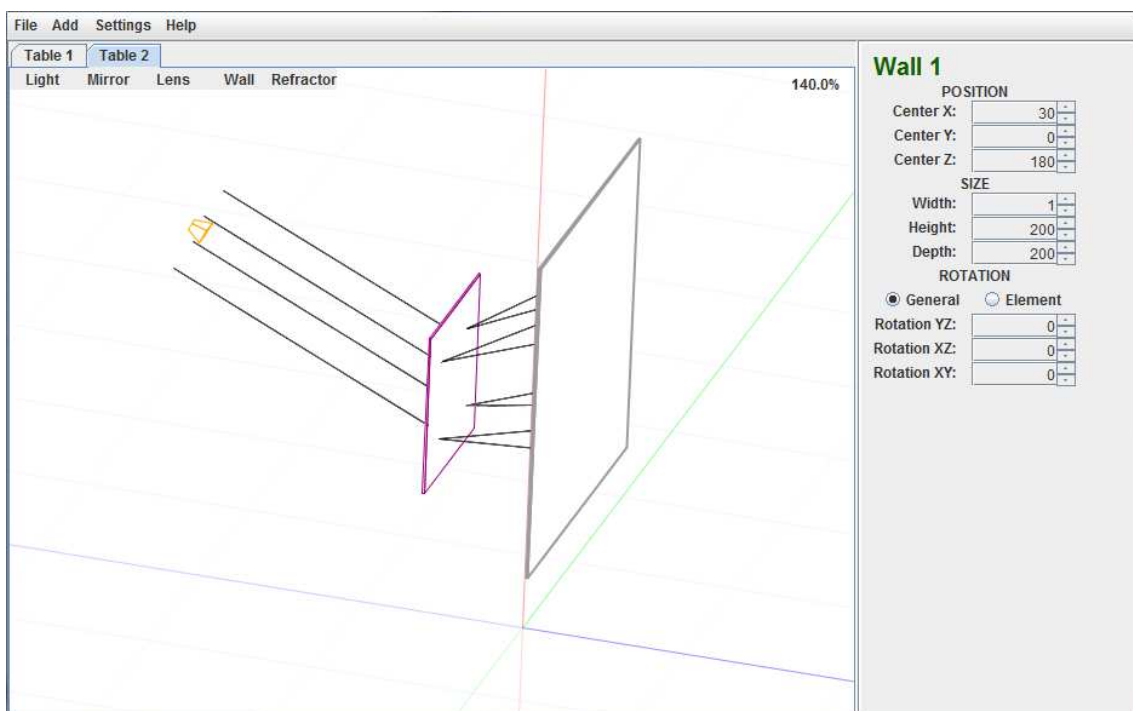 File Add Settings Help
Table 1 Table 2
Light Mirror Lens Wall Refractor 140.0%
Wall 1
POSITION
Center X: 30
Center Y: 0
Center Z: 180
SIZE
Width: 1
Height: 200
Depth: 200
ROTATION
General Element
Rotation YZ: 0
Rotation XZ: 0
Rotation XY: 0